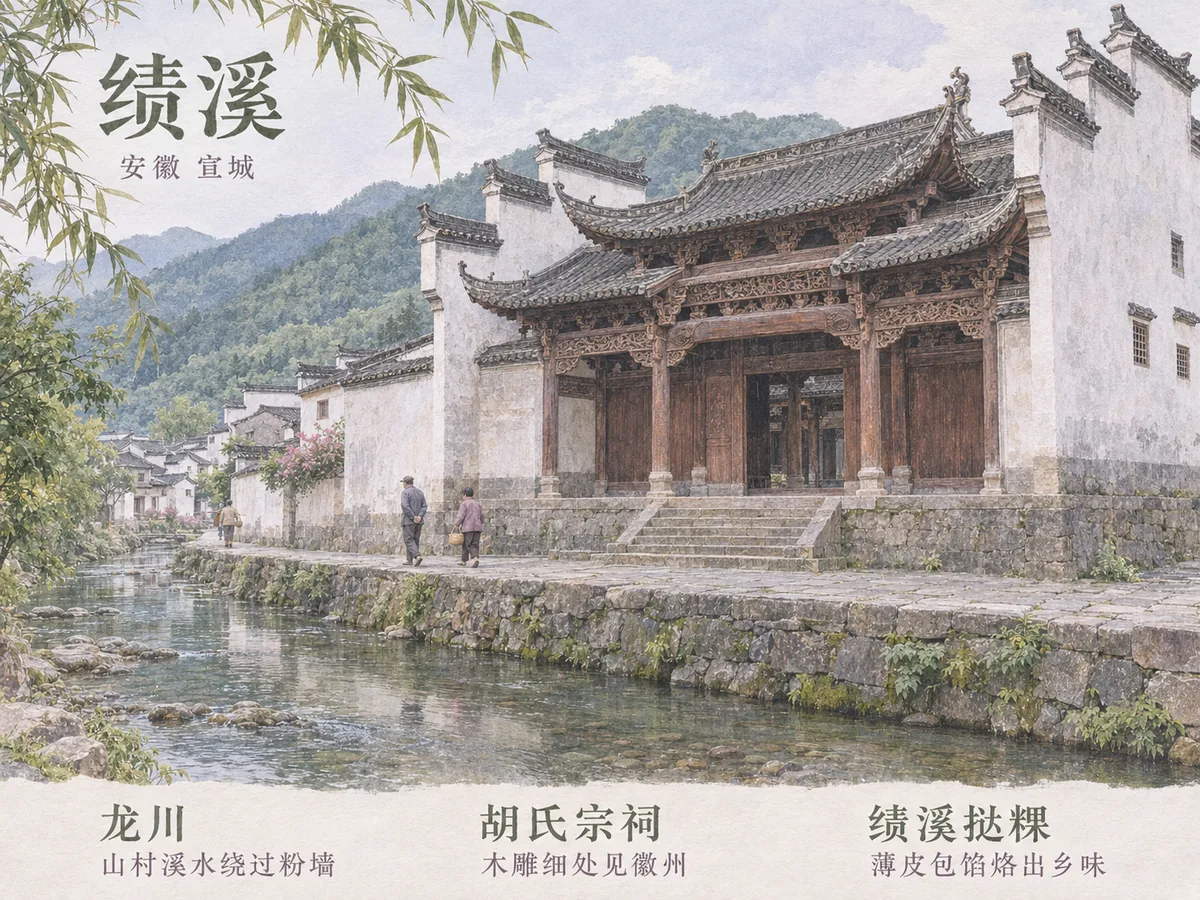 绩溪
安徽 宣城
龙川
山村溪水绕过粉墙
胡氏宗祠
木雕细处见徽州
绩溪挞粿
薄皮包馅烙出乡味